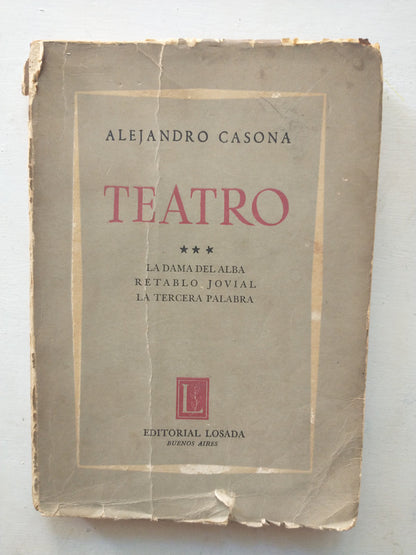 ALEJANDRO CASONA
TEATRO
★★★
LA DAMA DEL ALBA
RETABLO JOVIAL
LA TERCERA PALABRA
L
EDITORIAL LOSADA
BUENOS AIRES